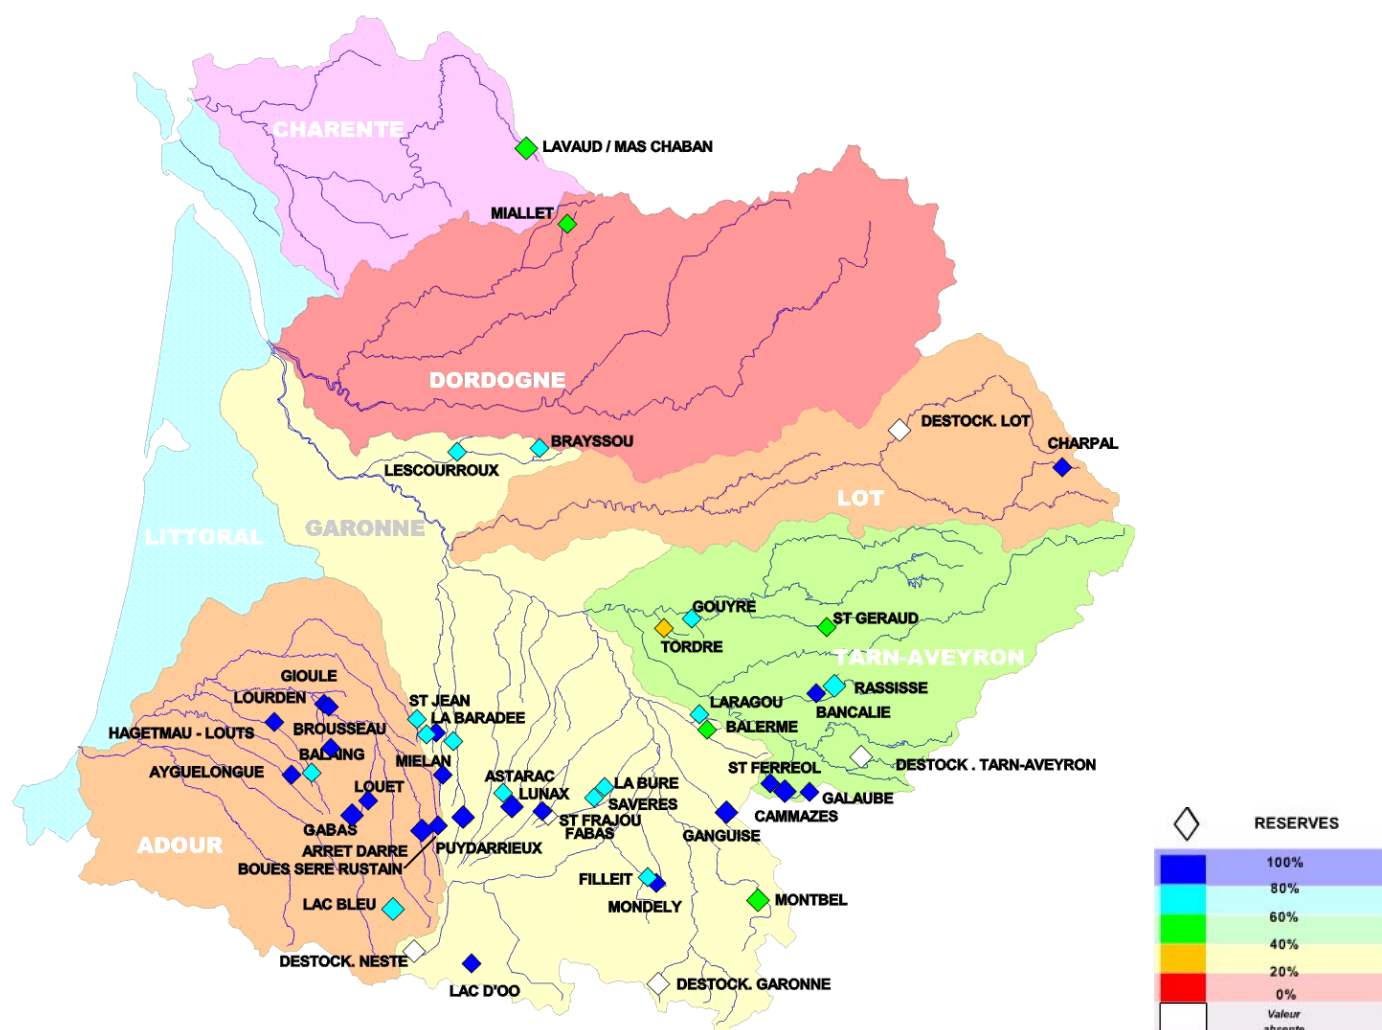 CHARENTE
LAVAUD / MAS CHABAN
MIALLET
DORDOGNE
DESTOCK. LOT
BRAYSSOU
CHARPAL
LESCOURROUX
LOT
GARONNE
LITTORAL
GOUYRE
ST GERAUD
TORDRE
TARN-AVEYRON
GIOULE
RASSISSE
LOURDEN
ST JEAN
LARAGOU
BANCALIE
LA BARADEE
BROUSSEAU
BALERME
HAGETMAU - LOUTS
BALAING
MIELAN
ST FERREOL
DESTOCK . TARN-AVEYRON
AYGUELONGUE
ASTARAC
LA BURE
LOUET
LUNAX
SAVERES
GALAUBE
CAMMAZES
ST FRAJOU
GABAS
FABAS
GANGUISE
ADOUR
ARRET DARRE
PUYDARRIEUX
BOUES SERE RUSTAIN
FILLEIT
LAC BLEU
MONDELY
MONTBEL
DESTOCK. NESTE
DESTOCK. GARONNE
LAC D'OO
RESERVES
100%
80%
60%
40%
20%
0%
Valeur
absente